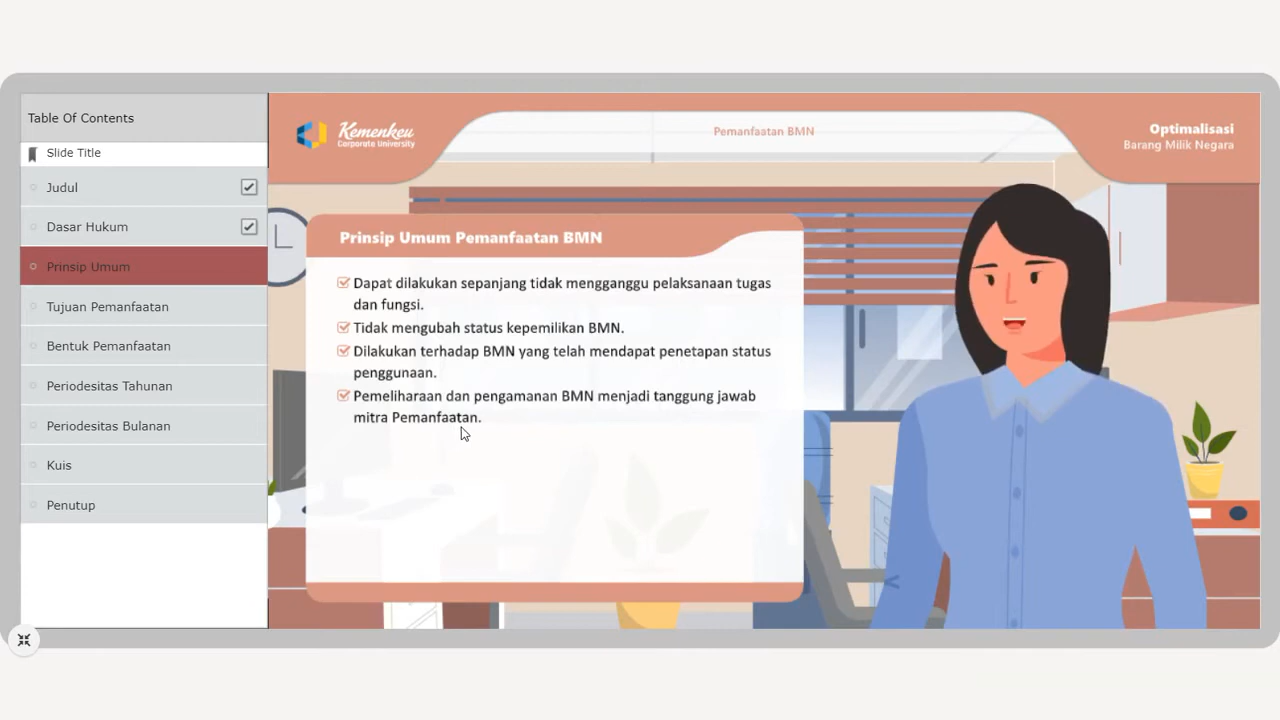 Table Of Contents
Slide Title
Judul
Dasar Hukum
Prinsip Umum
Tujuan Pemanfaatan
Bentuk Pemanfaatan
Periodesitas Tahunan
Periodesitas Bulanan
Kuis
Penutup
Kemenkeu
Corporate University
Pemanfaatan BMN
Optimalisasi
Barang Milik Negara
Prinsip Umum Pemanfaatan BMN
Dapat dilakukan sepanjang tidak mengganggu pelaksanaan tugas
dan fungsi.
Tidak mengubah status kepemilikan BMN.
Dilakukan terhadap BMN yang telah mendapat penetapan status
penggunaan.
Pemeliharaan dan pengamanan BMN menjadi tanggung jawab
mitra Pemanfaatan.